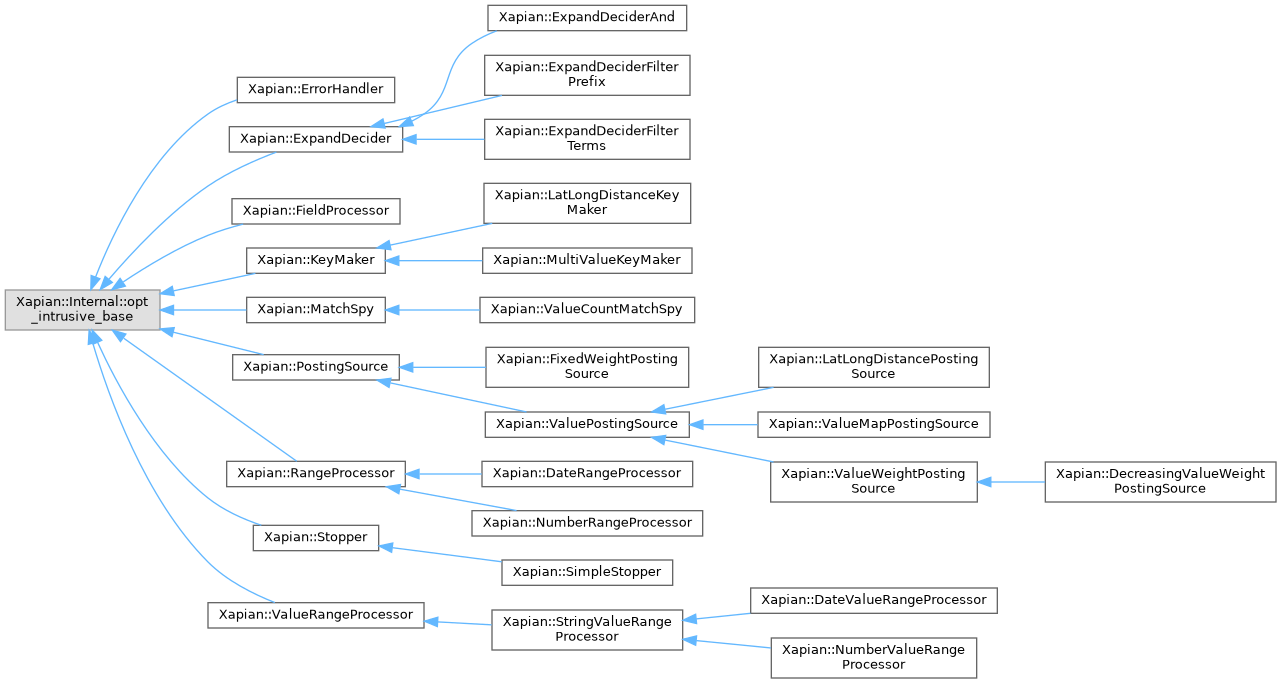 Xapian::ExpandDeciderAnd
Xapian::ExpandDeciderFilter
Prefix
Xapian::ErrorHandler
Xapian::ExpandDecider
Xapian::ExpandDeciderFilter
Terms
Xapian::LatLongDistanceKey
Maker
Xapian::FieldProcessor
Xapian::KeyMaker
Xapian::MultiValueKeyMaker
Xapian::Internal::opt
_intrusive_base
Xapian::MatchSpy
Xapian::ValueCountMatchSpy
Xapian::PostingSource
Xapian::FixedWeightPosting
Source
Xapian::LatLongDistancePosting
Source
Xapian::ValuePostingSource
Xapian::ValueMapPostingSource
Xapian::RangeProcessor
Xapian::DateRangeProcessor
Xapian::ValueWeightPosting
Source
Xapian::DecreasingValueWeight
PostingSource
Xapian::NumberRangeProcessor
Xapian::Stopper
Xapian::SimpleStopper
Xapian::DateValueRangeProcessor
Xapian::ValueRangeProcessor
Xapian::StringValueRange
Processor
Xapian::NumberValueRange
Processor